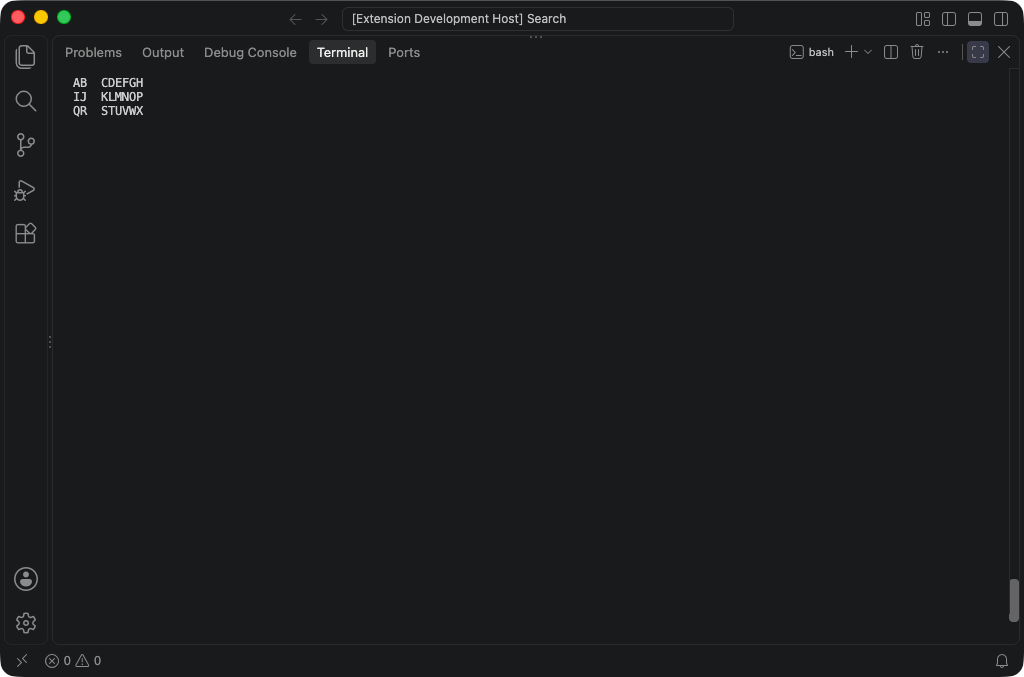 [Extension Development Host] Search
Problems Output Debug Console Terminal Ports bash
AB  CDEFGH
IJ  KLMNOP
QR  STUVWX
0 0